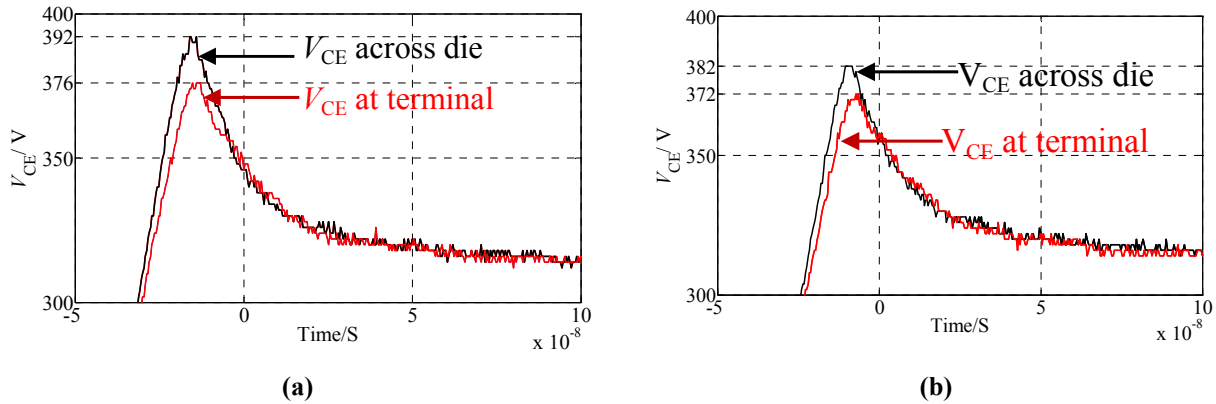 400
392
376
350
300
V_CE/ V
V_CE across die
V_CE at terminal
-5 0 5 10
Time/S
x 10^-8
(a)
400
382
372
350
300
V_CE/ V
V_CE across die
V_CE at terminal
-5 0 5 10
Time/S
x 10^-8
(b)